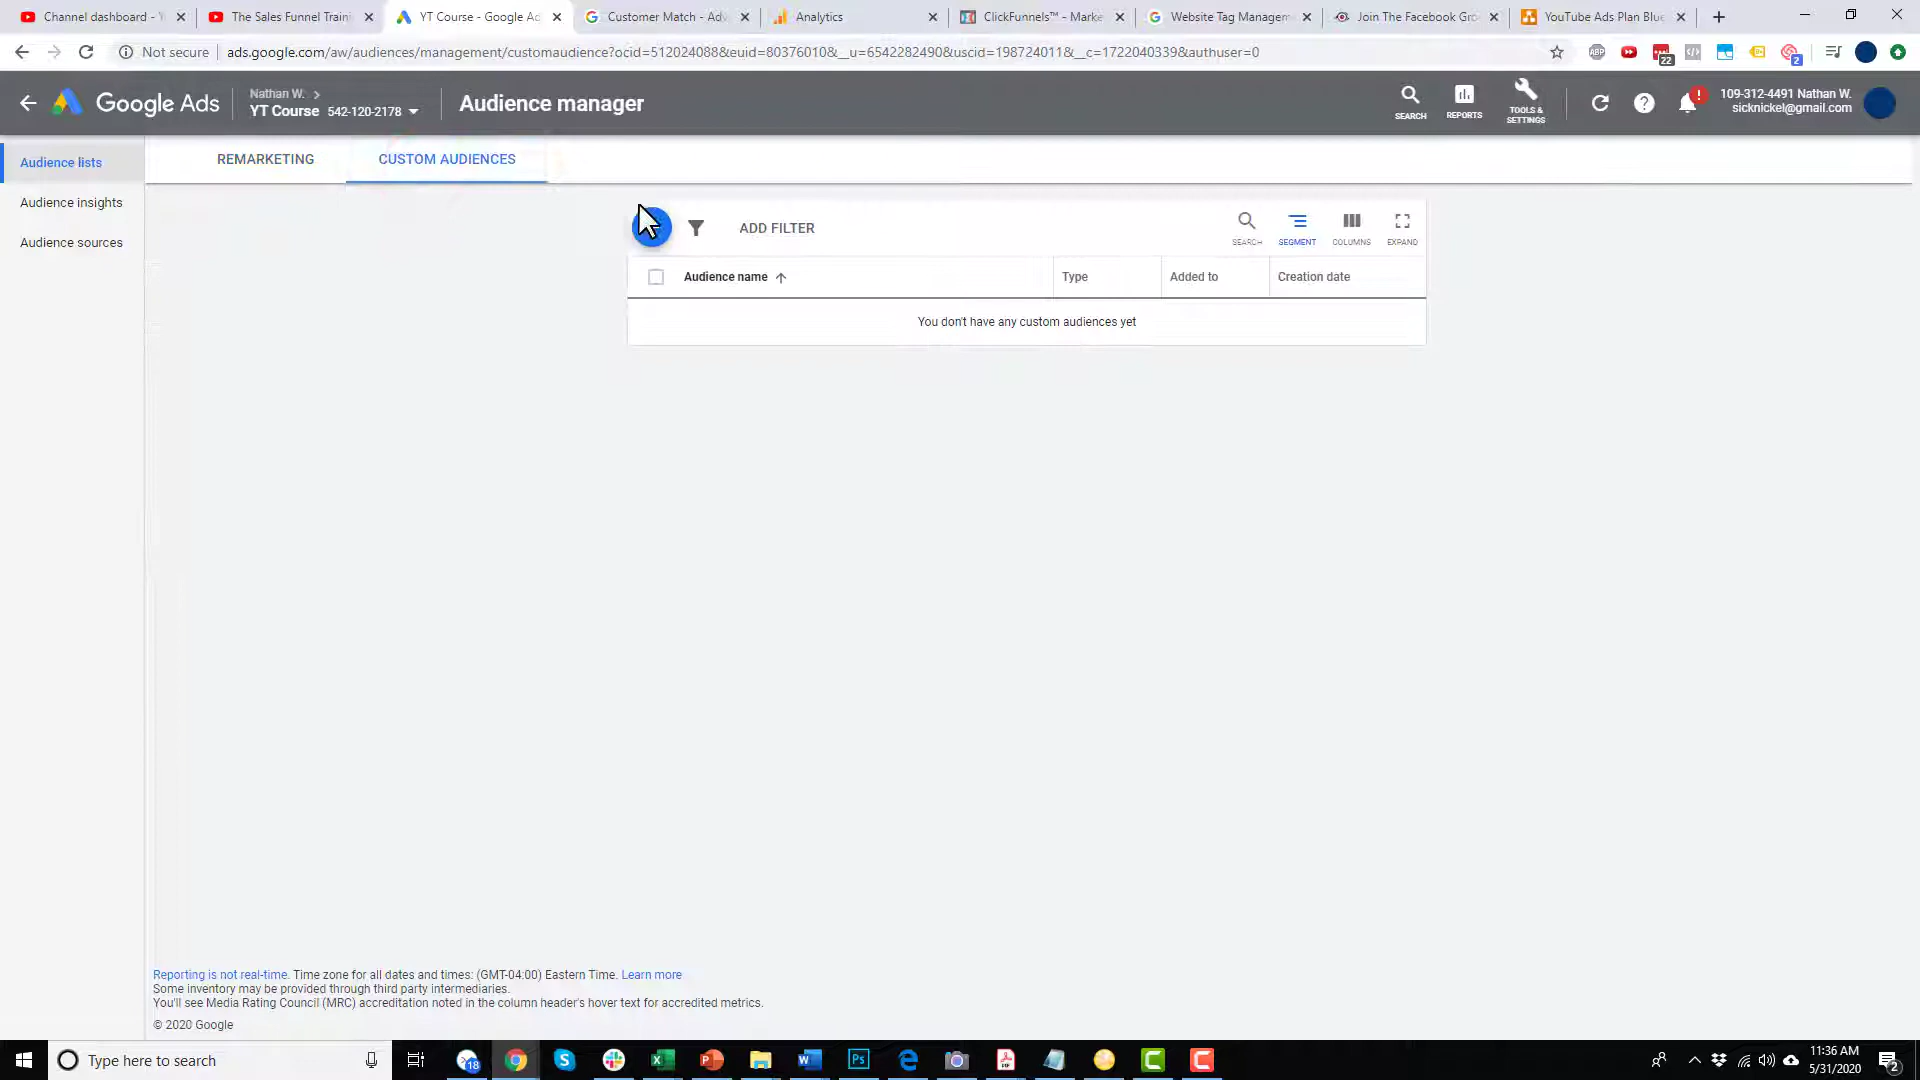 Channel dashboard - Y
The Sales Funnel Traini
YT Course - Google Ad
Customer Match - Adv
Analytics
ClickFunnels™ - Marke
Website Tag Managem
Join The Facebook Gro
YouTube Ads Plan Blue
Not secure
ads.google.com/aw/audiences/management/customaudience?ocid=512024088&euid=80376010&__u=6542282490&uscid=198724011&__c=1722040339&authuser=0
ABP
22
2
Google Ads
Nathan W.
YT Course 542-120-2178
Audience manager
SEARCH
REPORTS
TOOLS &
SETTINGS
109-312-4491 Nathan W.
sicknickel@gmail.com
Audience lists
Audience insights
Audience sources
REMARKETING
CUSTOM AUDIENCES
ADD FILTER
SEARCH
SEGMENT
COLUMNS
EXPAND
Audience name
Type
Added to
Creation date
You don't have any custom audiences yet
Reporting is not real-time. Time zone for all dates and times: (GMT-04:00) Eastern Time. Learn more
Some inventory may be provided through third party intermediaries.
You'll see Media Rating Council (MRC) accreditation noted in the column header's hover text for accredited metrics.
© 2020 Google
Type here to search
18
11:36 AM
5/31/2020
2